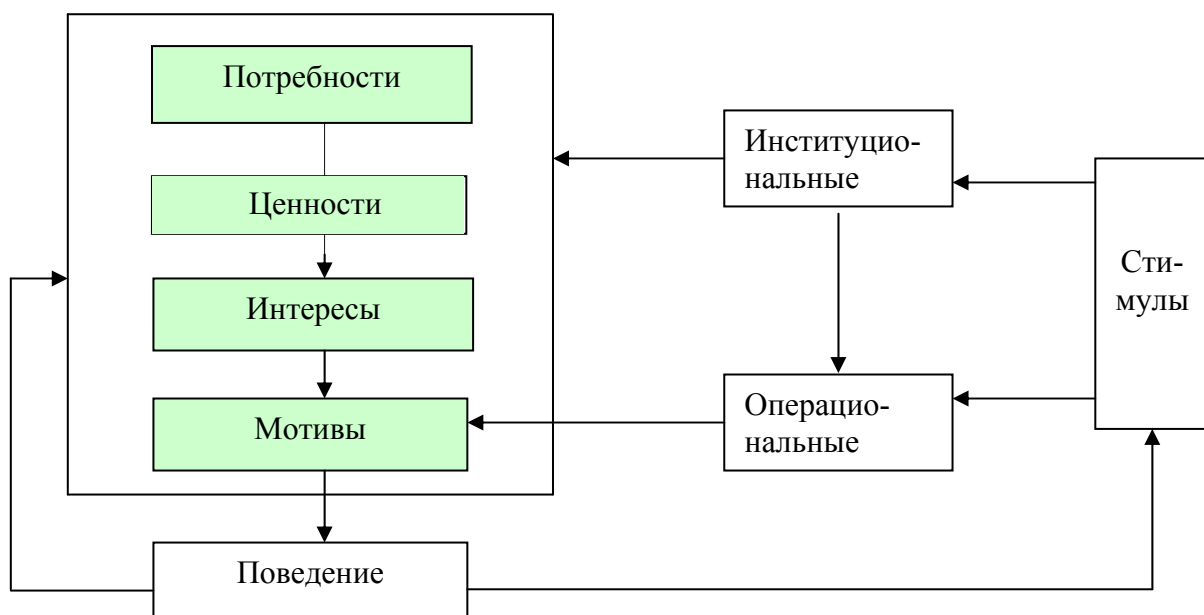 Потребности
Ценности
Интересы
Мотивы
Поведение
Институцио-
нальные
Операцио-
нальные
Сти-
мулы